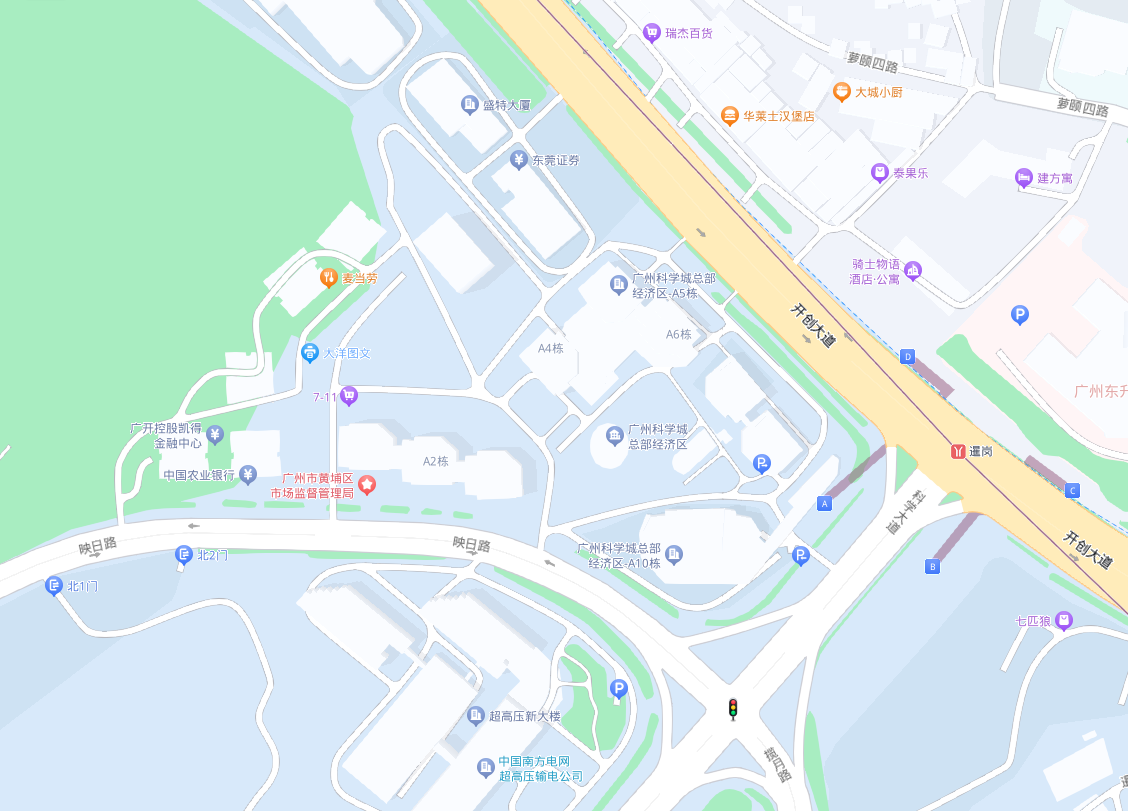 瑞杰百货
萝颐四路
大城小厨
萝颐四路
盛特大厦
华莱士汉堡店
东莞证券
泰果乐
建方寓
骑士物语
酒店·公寓
麦当劳
广州科学城总部
经济区-A5栋
P
开创大道
A6栋
A4栋
大洋图文
D
7-11
广州东升
广开控股凯得
金融中心
广州科学城
总部经济区
暹岗
A2栋
P
中国农业银行
广州市黄埔区
市场监督管理局
C
A
科学大道
映日路
映日路
北2门
广州科学城总部
经济区-A10栋
P
开创大道
B
北1门
七匹狼
P
超高压新大楼
揽月路
中国南方电网
超高压输电公司